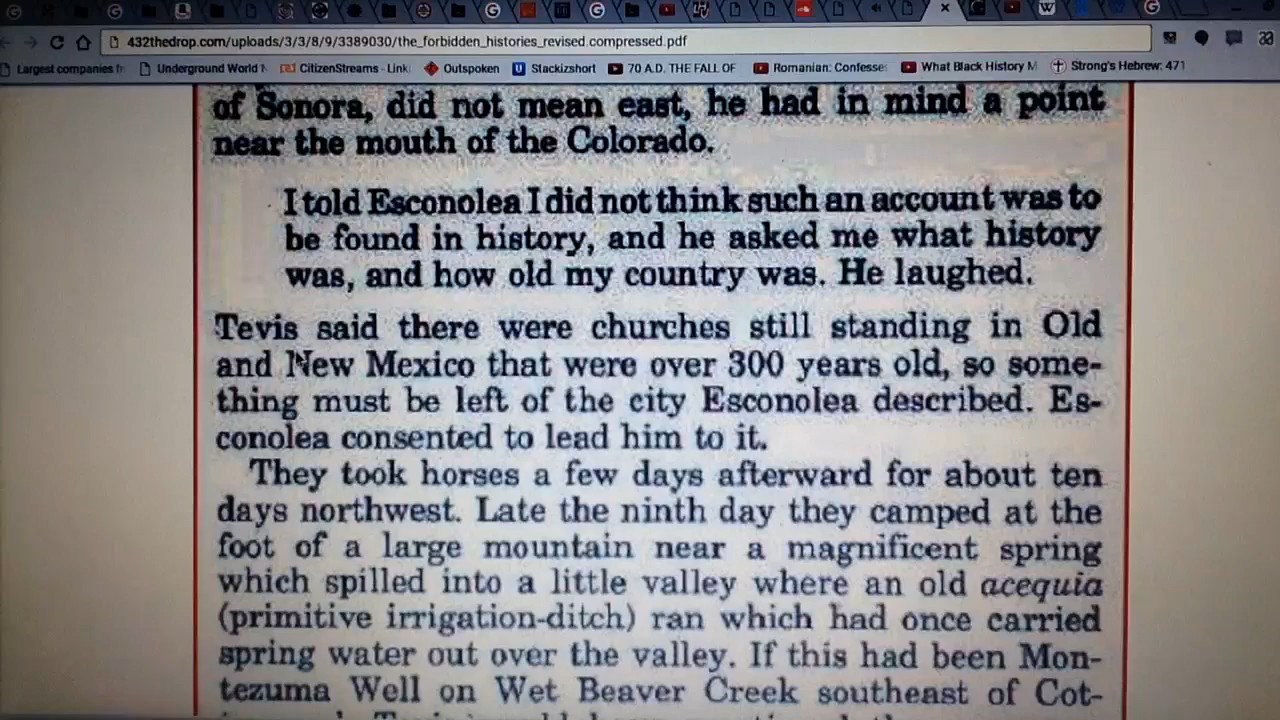 432thedrop.com/uploads/3/3/8/9/3389030/the_forbidden_histories_revised.compressed.pdf
Largest companies Underground World CitizenStreams - Link Outspoken Stackizshort 70 A.D. THE FALL OF Romanian: Confesse What Black History M Strong's Hebrew: 471
of Sonora, did not mean east, he had in mind a point
near the mouth of the Colorado.
I told Esconolea I did not think such an account was to
be found in history, and he asked me what history
was, and how old my country was. He laughed.
Tevis said there were churches still standing in Old
and New Mexico that were over 300 years old, so some-
thing must be left of the city Esconolea described. Es-
conolea consented to lead him to it.
They took horses a few days afterward for about ten
days northwest. Late the ninth day they camped at the
foot of a large mountain near a magnificent spring
which spilled into a little valley where an old acequia
(primitive irrigation-ditch) ran which had once carried
spring water out over the valley. If this had been Mon-
tezuma Well on Wet Beaver Creek southeast of Cot-